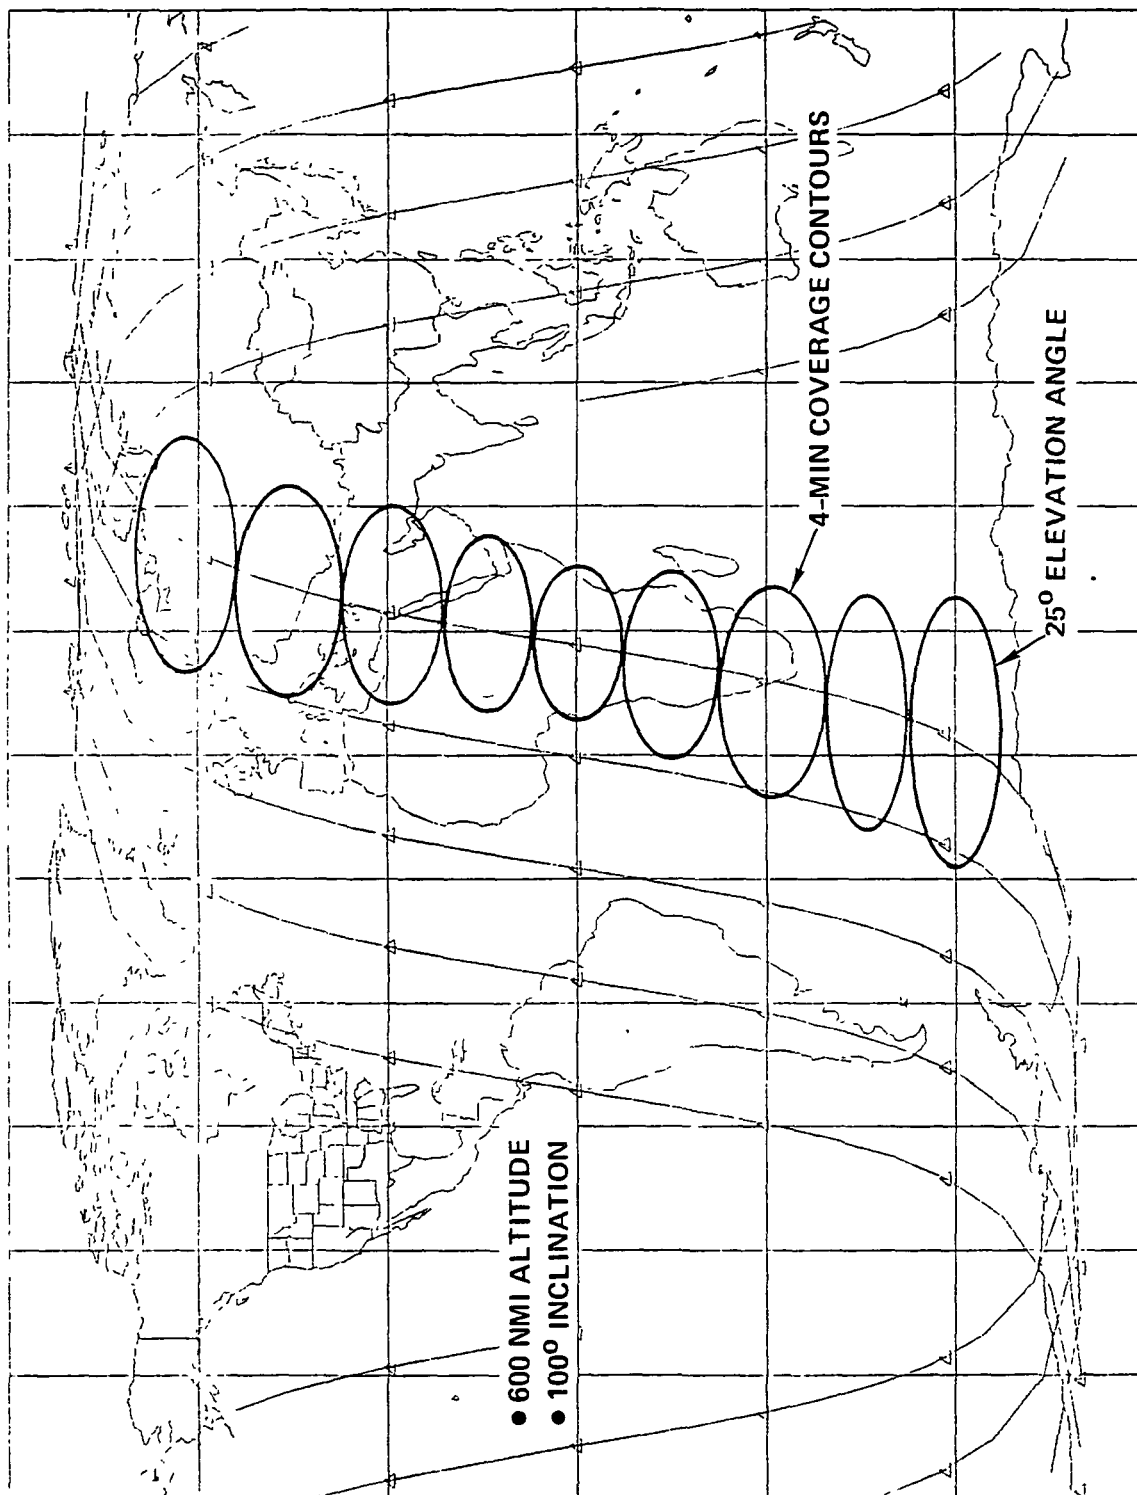 ● 600 NMI ALTITUDE
● 100° INCLINATION
4-MIN COVERAGE CONTOURS
25° ELEVATION ANGLE